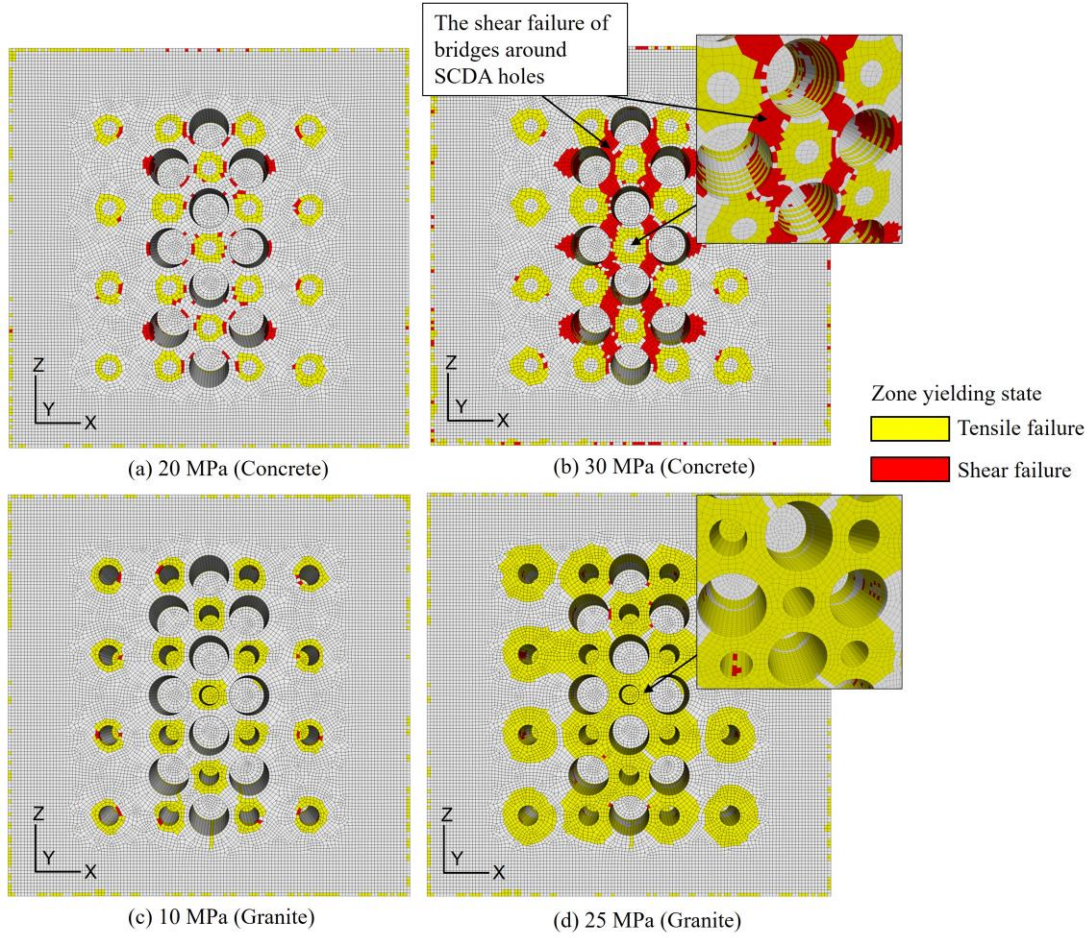 The shear failure of
bridges around
SCDA holes
Z
Y
X
(a) 20 MPa (Concrete)
Z
Y
X
(b) 30 MPa (Concrete)
Zone yielding state
Tensile failure
Shear failure
Z
Y
X
(c) 10 MPa (Granite)
Z
Y
X
(d) 25 MPa (Granite)